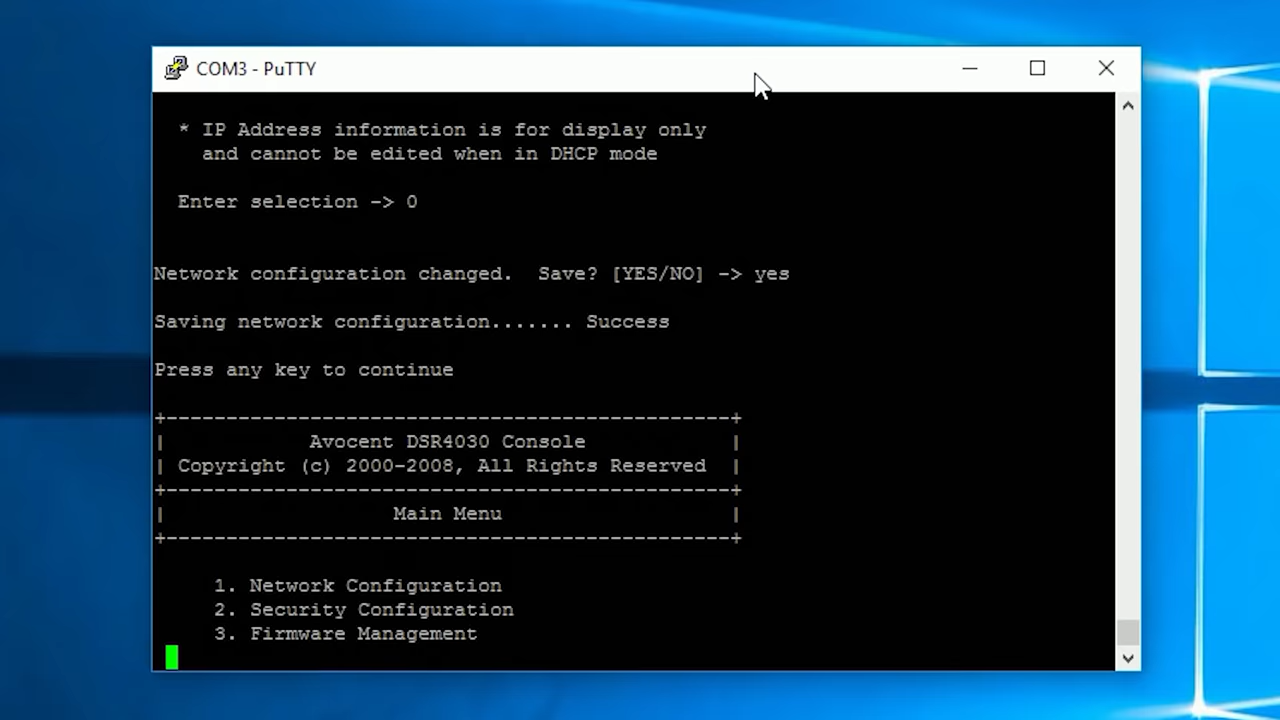 COM3 - PuTTY
* IP Address information is for display only
and cannot be edited when in DHCP mode
Enter selection -> 0
Network configuration changed.  Save? [YES/NO] -> yes
Saving network configuration....... Success
Press any key to continue
+-----------------------------------------------+
|            Avocent DSR4030 Console            |
| Copyright (c) 2000-2008, All Rights Reserved  |
+-----------------------------------------------+
|                   Main Menu                   |
+-----------------------------------------------+
1. Network Configuration
2. Security Configuration
3. Firmware Management